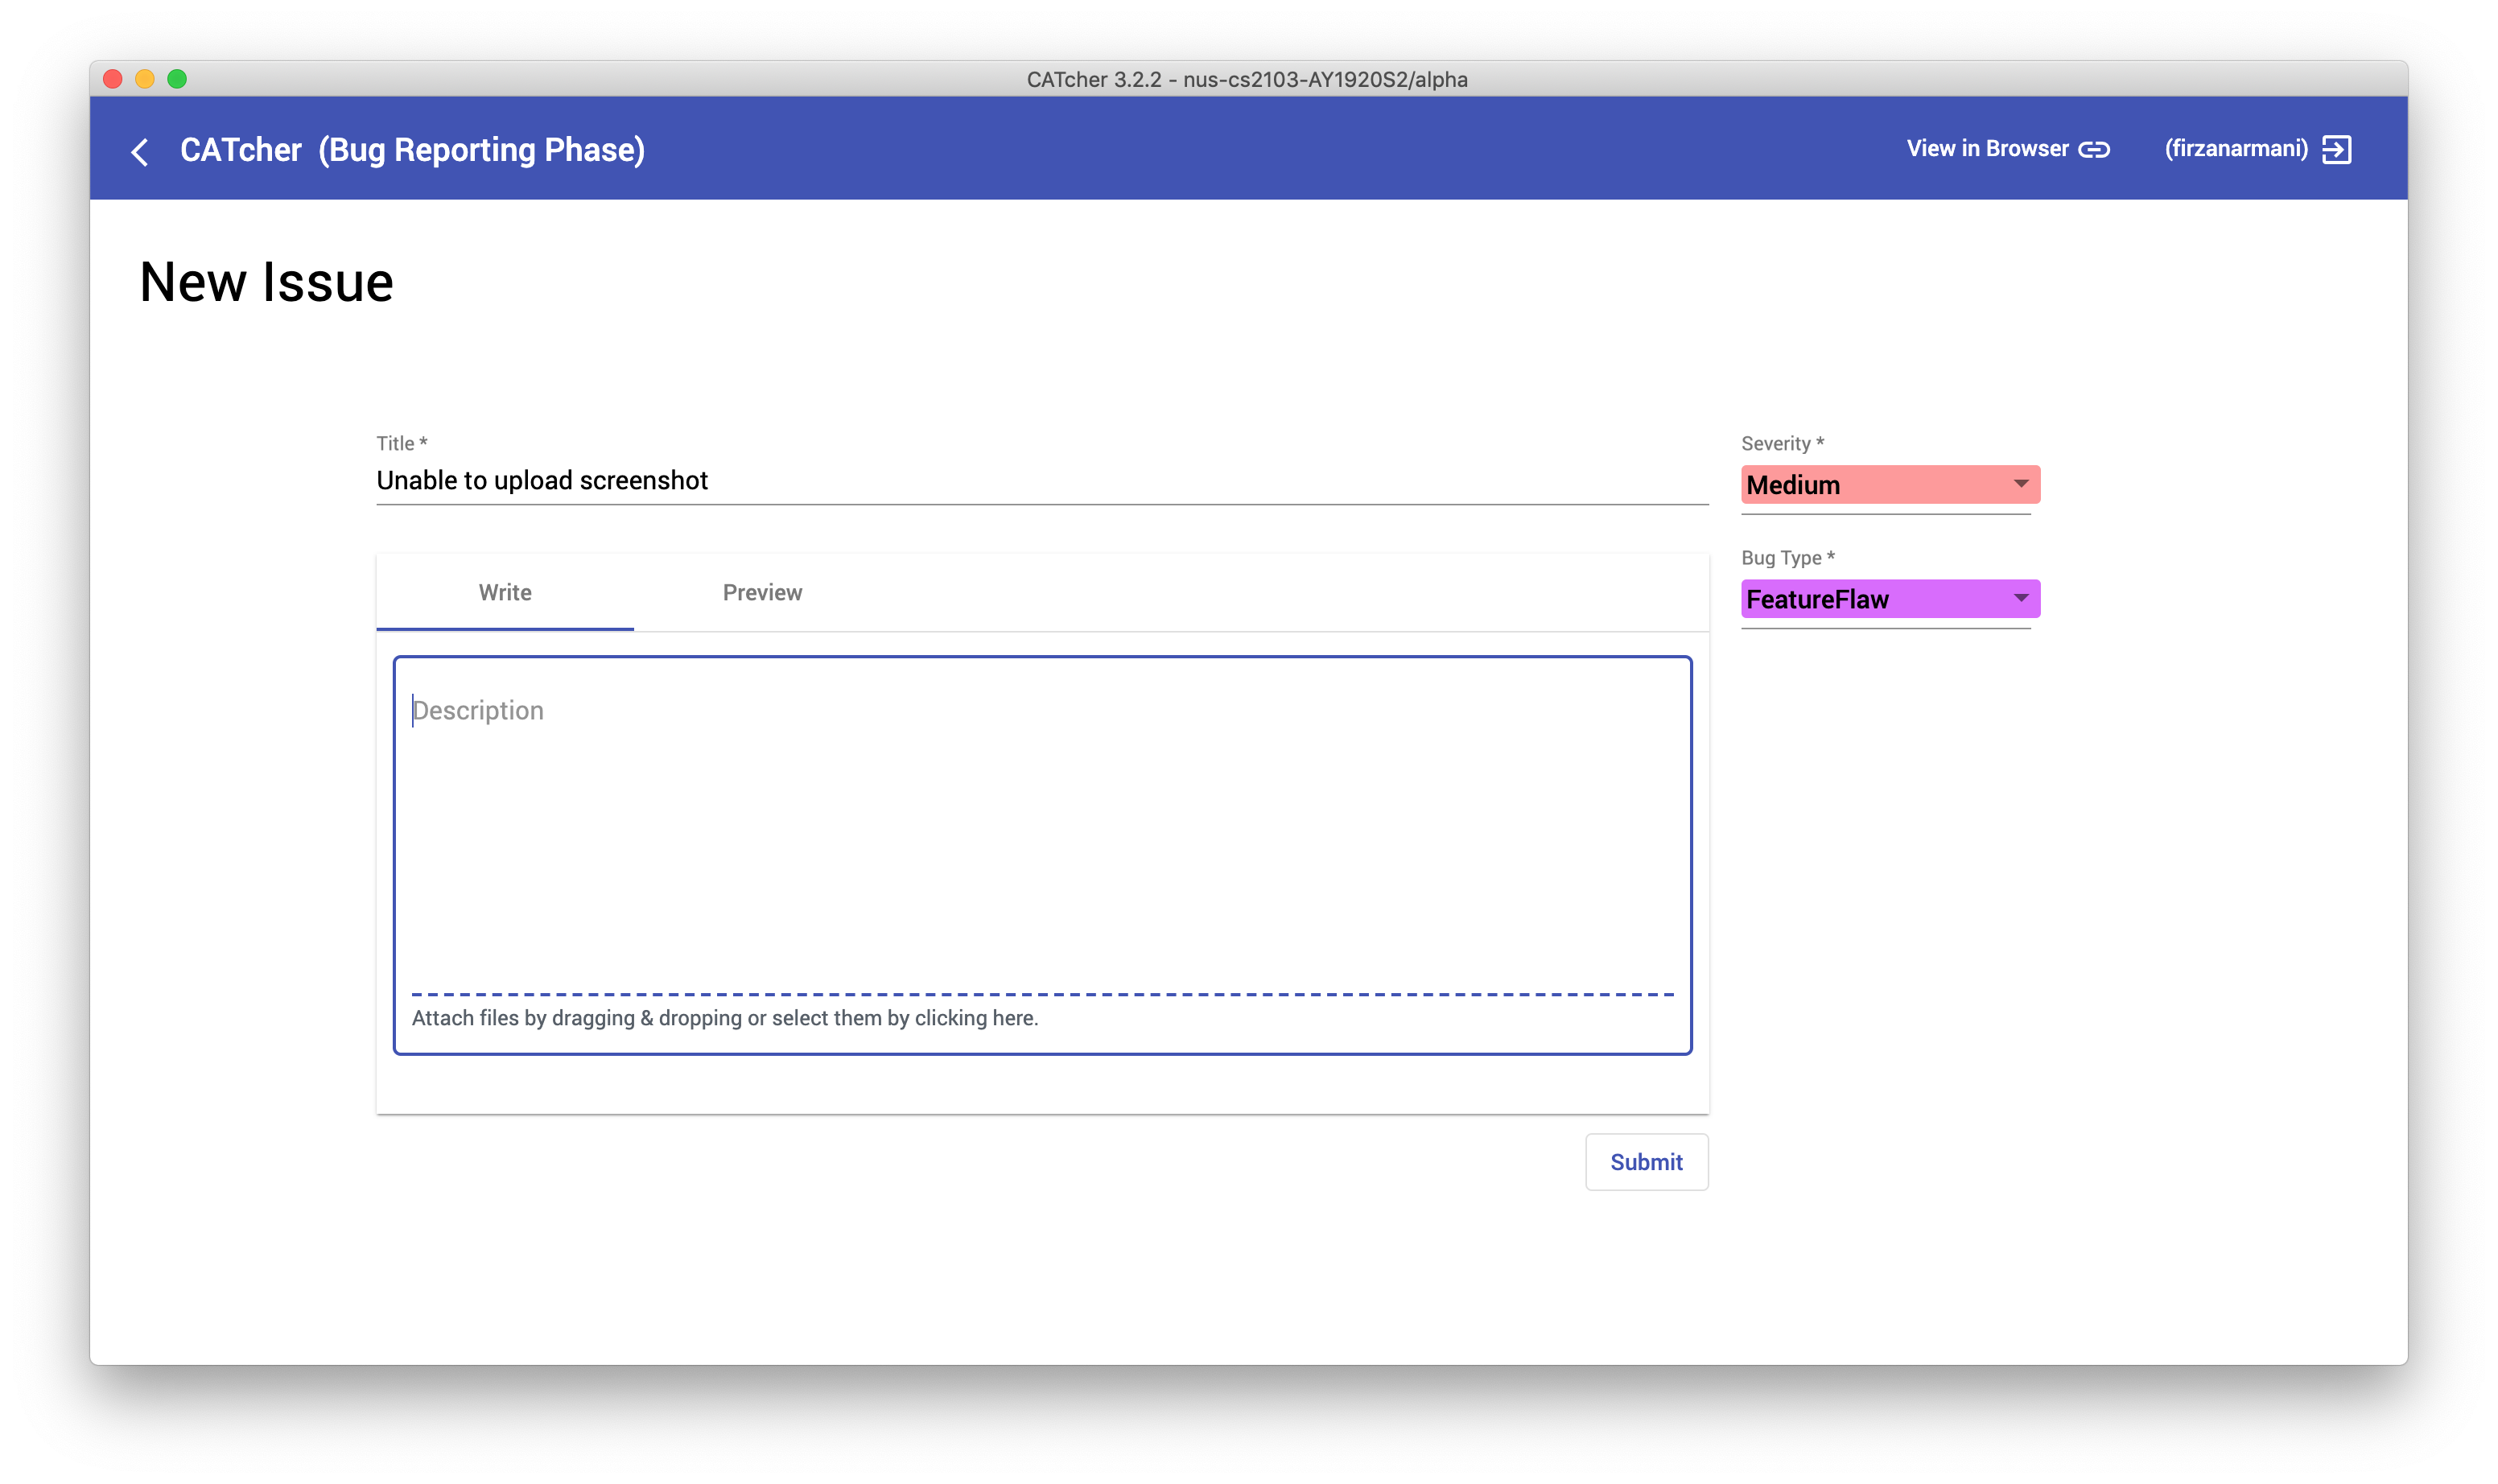 CATcher 3.2.2 - nus-cs2103-AY1920S2/alpha
CATcher (Bug Reporting Phase)
View in Browser
(firzanarmani)
New Issue
Title *
Unable to upload screenshot
Severity *
Medium
Bug Type *
FeatureFlaw
Write
Preview
Description
Attach files by dragging & dropping or select them by clicking here.
Submit